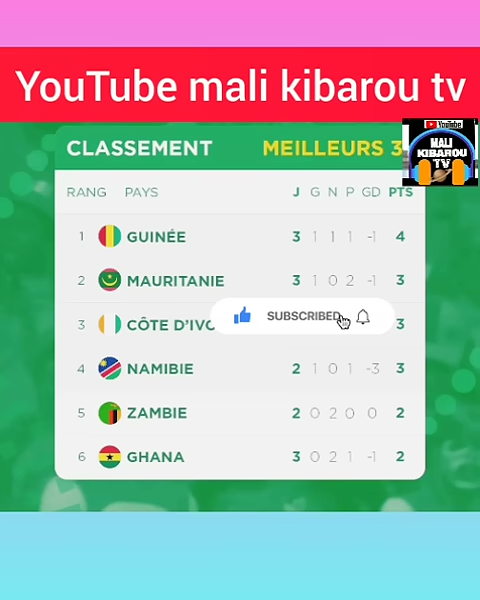 YouTube mali kibarou tv
YouTube
MALI
KIBAROU
TV
CLASSEMENT MEILLEURS 3
RANG PAYS J G N P GD PTS
1 GUINÉE 3 1 1 1 -1 4
2 MAURITANIE 3 1 0 2 -1 3
3 CÔTE D'IVO 3
SUBSCRIBED
4 NAMIBIE 2 1 0 1 -3 3
5 ZAMBIE 2 0 2 0 0 2
6 GHANA 3 0 2 1 -1 2